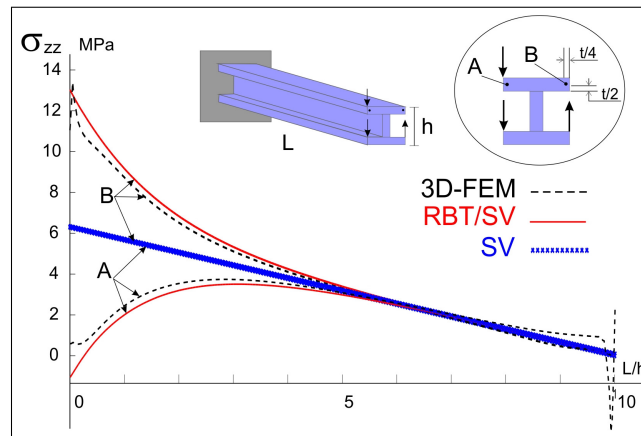 σzz MPa
14
12
10
8
6
4
2
0
0
5
10
L/h
B
A
L
h
A
B
t/4
t/2
3D-FEM
RBT/SV
SV